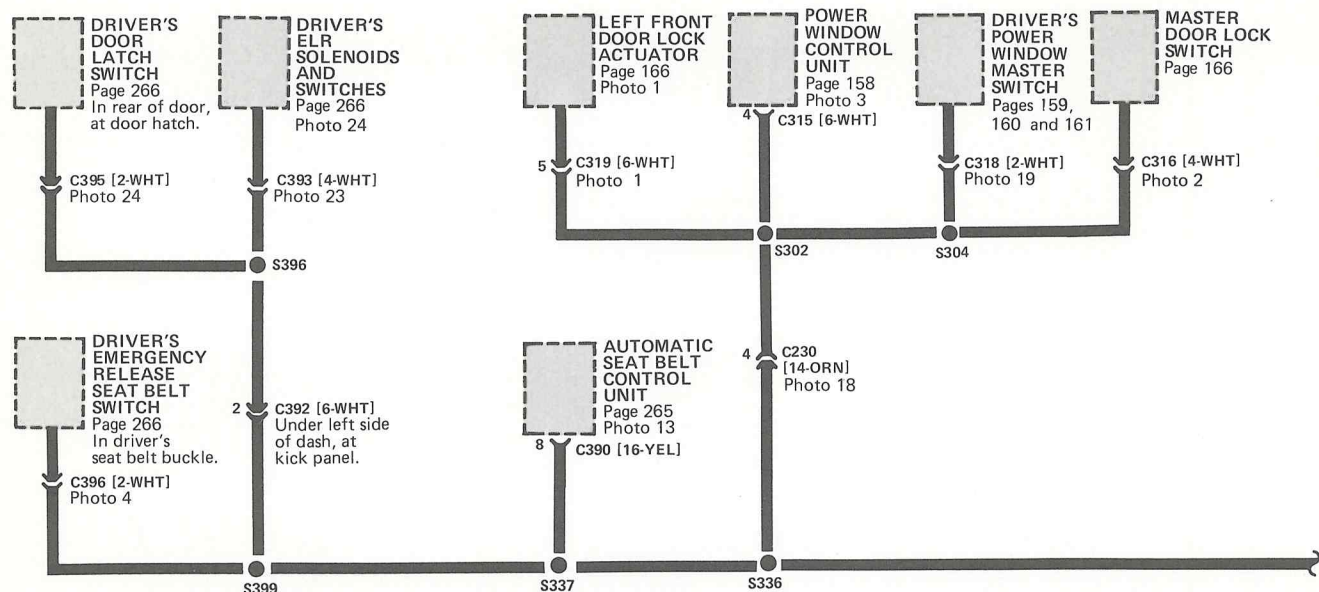 DRIVER'S
DOOR
LATCH
SWITCH
Page 266
In rear of door,
at door hatch.
C395 [2-WHT]
Photo 24
DRIVER'S
ELR
SOLENOIDS
AND
SWITCHES
Page 266
Photo 24
C393 [4-WHT]
Photo 23
S396
LEFT FRONT
DOOR LOCK
ACTUATOR
Page 166
Photo 1
5
C319 [6-WHT]
Photo 1
POWER
WINDOW
CONTROL
UNIT
Page 158
Photo 3
4
C315 [6-WHT]
S302
DRIVER'S
POWER
WINDOW
MASTER
SWITCH
Pages 159,
160 and 161
C318 [2-WHT]
Photo 19
S304
MASTER
DOOR LOCK
SWITCH
Page 166
C316 [4-WHT]
Photo 2
DRIVER'S
EMERGENCY
RELEASE
SEAT BELT
SWITCH
Page 266
In driver's
seat belt buckle.
C396 [2-WHT]
Photo 4
2
C392 [6-WHT]
Under left side
of dash, at
kick panel.
S399
AUTOMATIC
SEAT BELT
CONTROL
UNIT
Page 265
Photo 13
8
C390 [16-YEL]
S337
4
C230
[14-ORN]
Photo 18
S336